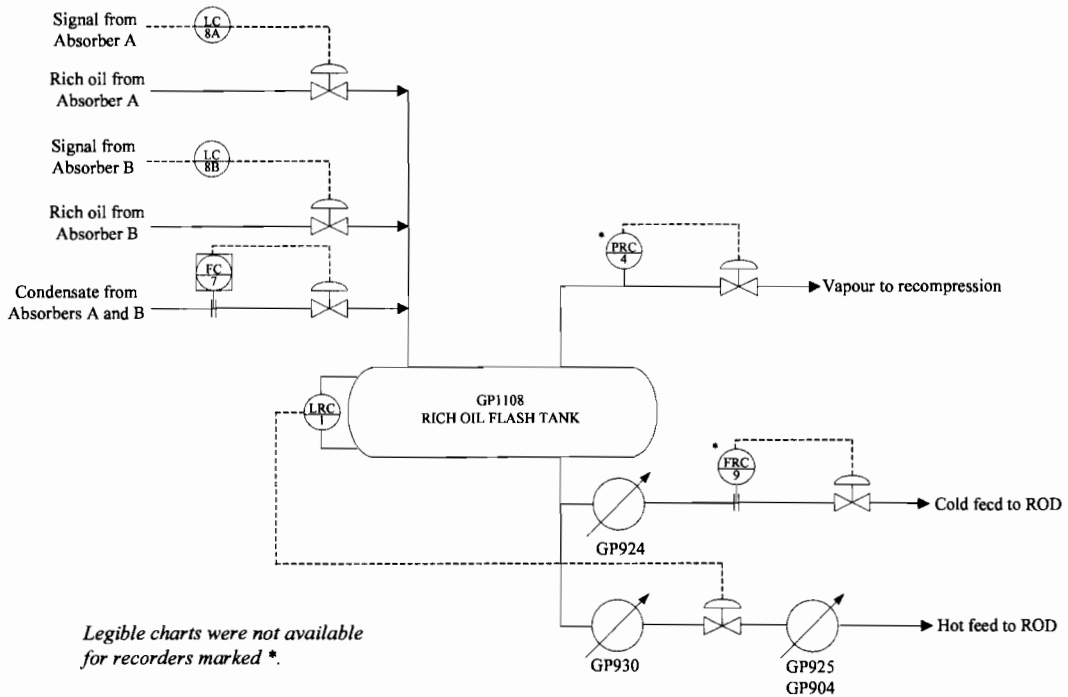 Signal from
Absorber A
LC
8A
Rich oil from
Absorber A
Signal from
Absorber B
LC
8B
Rich oil from
Absorber B
FC
7
Condensate from
Absorbers A and B
*
PRC
4
Vapour to recompression
GP1108
RICH OIL FLASH TANK
LRC
1
*
FRC
9
Cold feed to ROD
GP924
Hot feed to ROD
GP930
GP925
GP904
Legible charts were not available
for recorders marked *.